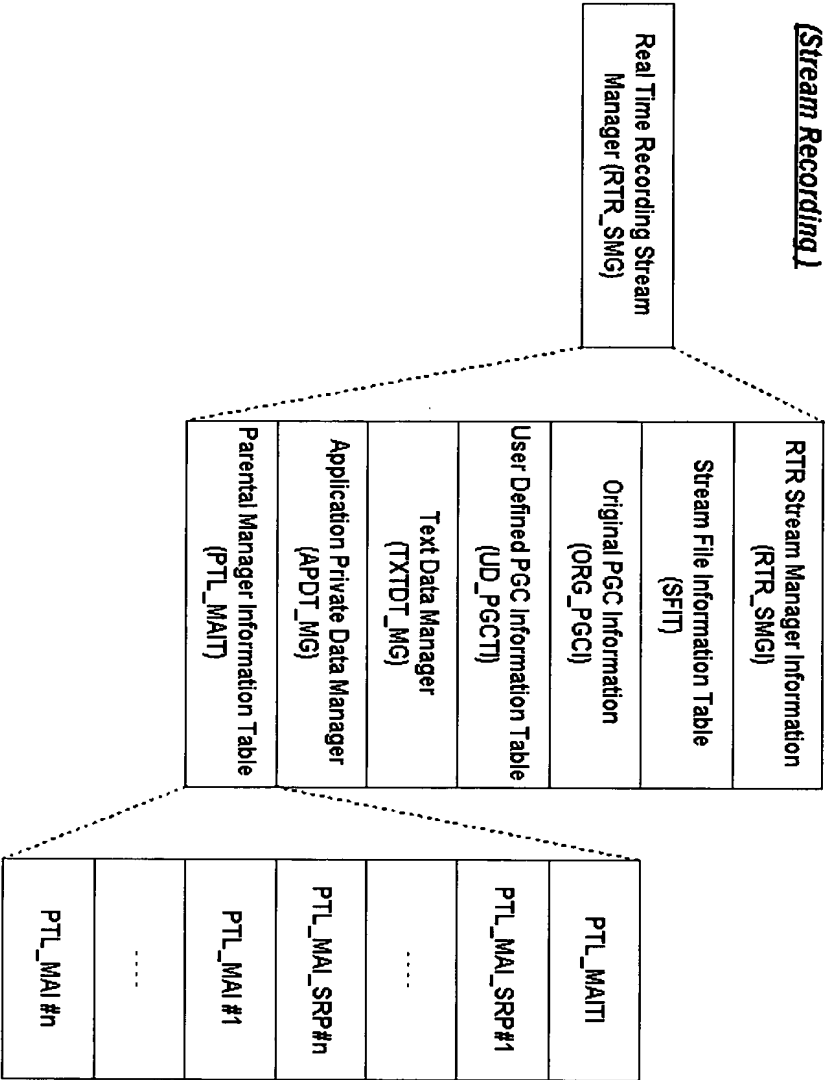 (Stream Recording )
Real Time Recording Stream
Manager (RTR_SMG)
RTR Stream Manager Information
(RTR_SMGI)
Stream File Information Table
(SFIT)
Original PGC Information
(ORG_PGCI)
User Defined PGC Information Table
(UD_PGCTI)
Text Data Manager
(TXTDT_MG)
Application Private Data Manager
(APDT_MG)
Parental Manager Information Table
(PTL_MAIT)
PTL_MAITI
PTL_MAI_SRP#1
....
PTL_MAI_SRP#n
PTL_MAI #1
....
PTL_MAI #n